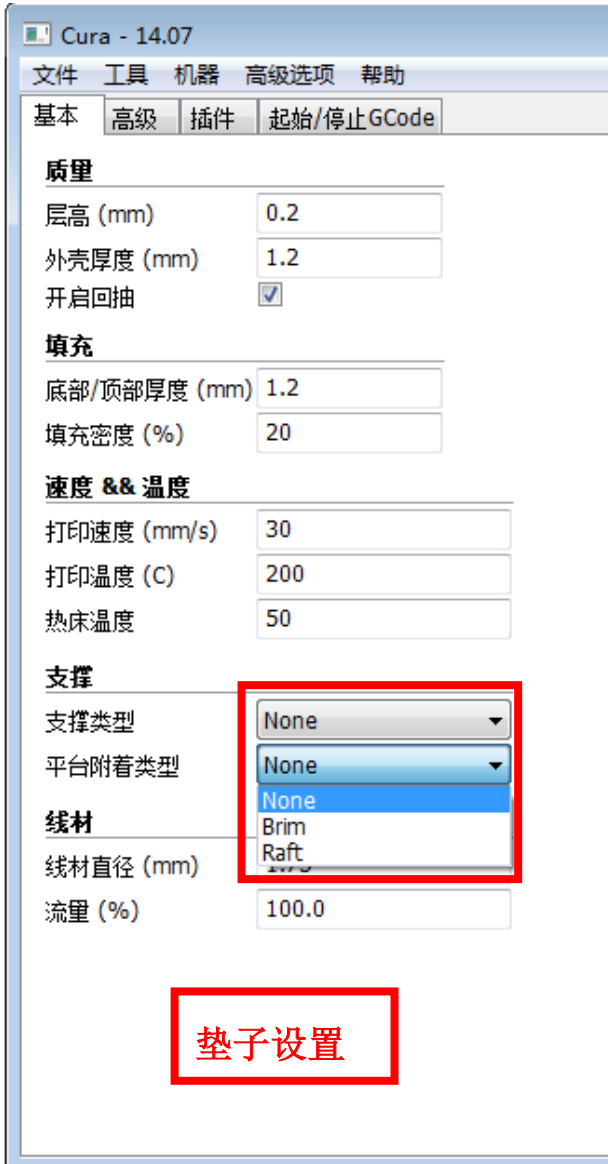 Cura - 14.07
文件 工具 机器 高级选项 帮助
基本 高级 插件 起始/停止GCode
质量
层高 (mm) 0.2
外壳厚度 (mm) 1.2
开启回抽
填充
底部/顶部厚度 (mm) 1.2
填充密度 (%) 20
速度 && 温度
打印速度 (mm/s) 30
打印温度 (C) 200
热床温度 50
支撑
支撑类型 None
平台附着类型 None
None
Brim
Raft
线材
线材直径 (mm) 1.75
流量 (%) 100.0
垫子设置